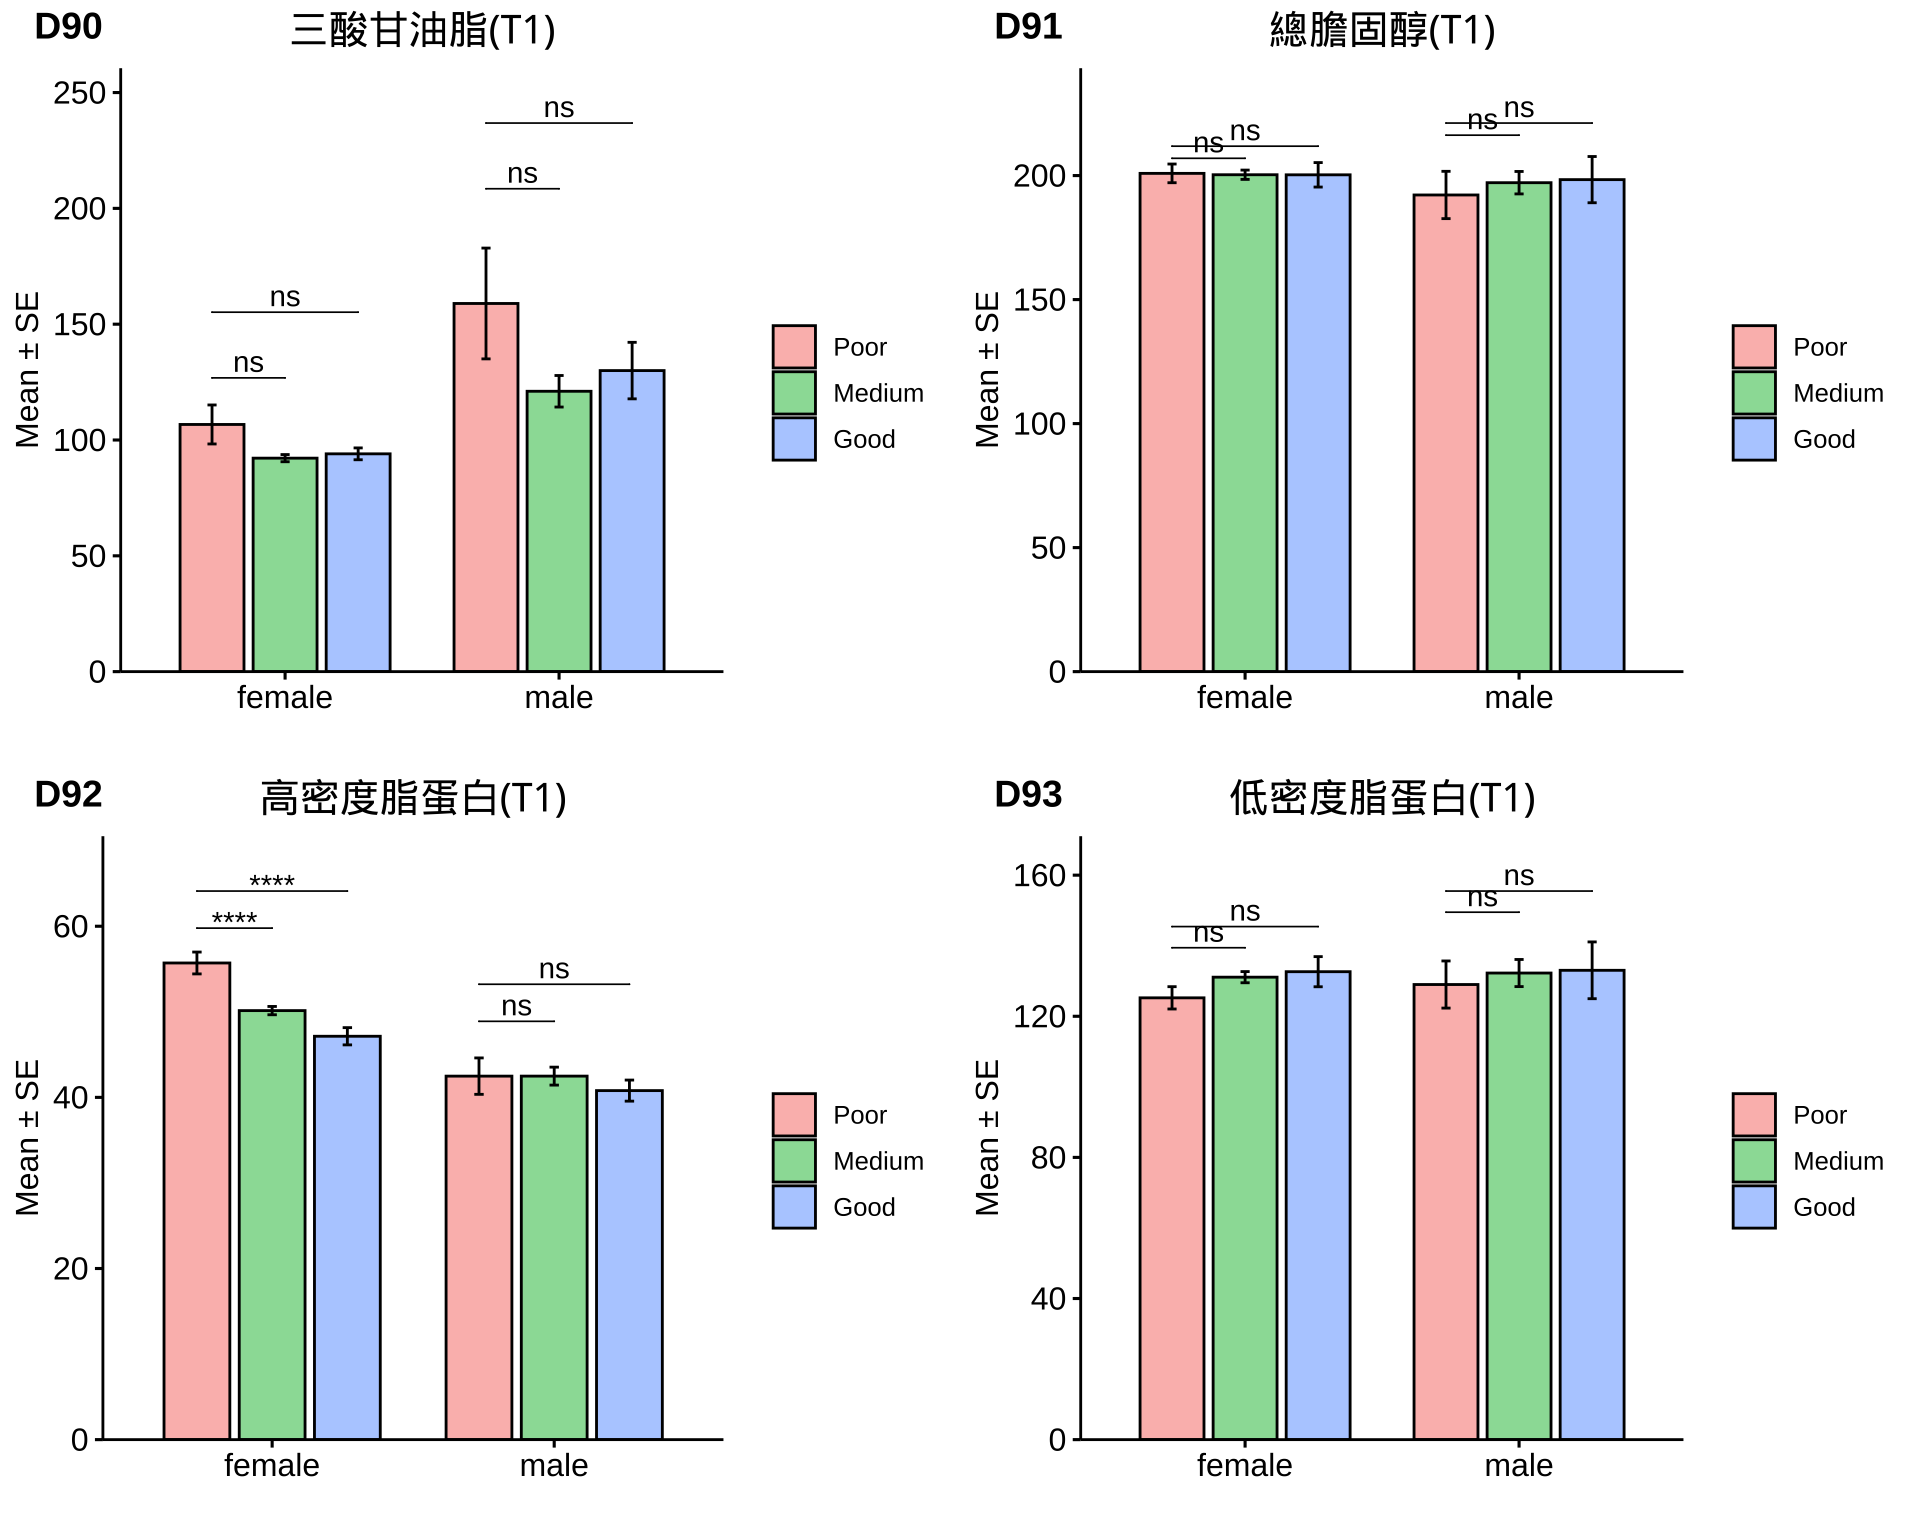 D90 三酸甘油脂(T1)
250
200
150
100
50
0
Mean ± SE
ns
ns
ns
ns
female male
Poor
Medium
Good
D91 總膽固醇(T1)
200
150
100
50
0
Mean ± SE
ns ns
ns ns
female male
Poor
Medium
Good
D92 高密度脂蛋白(T1)
60
40
20
0
Mean ± SE
****
****
ns
ns
female male
Poor
Medium
Good
D93 低密度脂蛋白(T1)
160
120
80
40
0
Mean ± SE
ns
ns
ns
ns
female male
Poor
Medium
Good